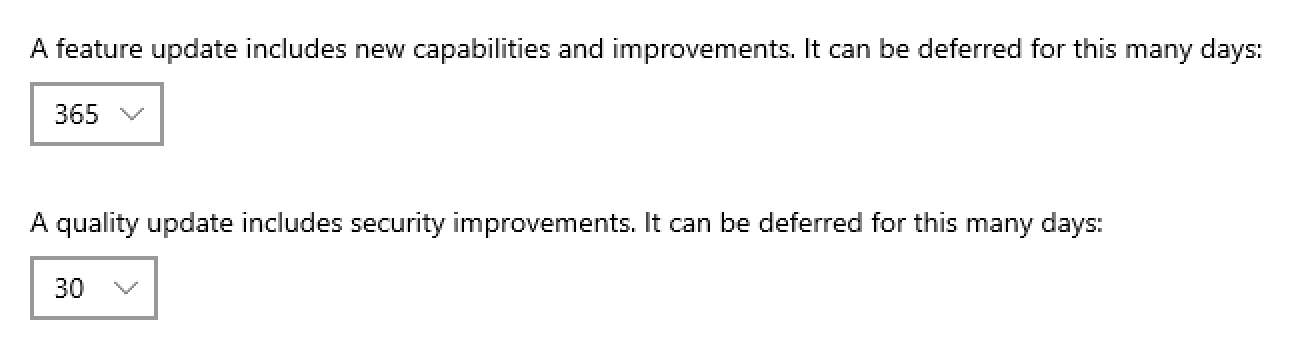 A feature update includes new capabilities and improvements. It can be deferred for this many days:
365
A quality update includes security improvements. It can be deferred for this many days:
30